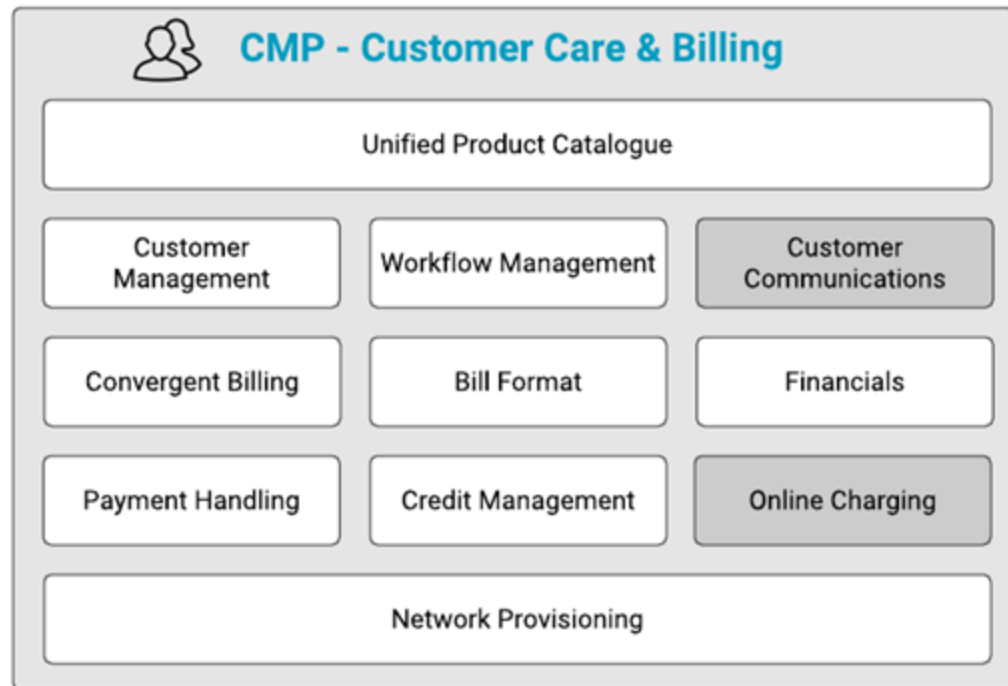 CMP - Customer Care & Billing
Unified Product Catalogue
Customer
Management
Workflow Management
Customer
Communications
Convergent Billing
Bill Format
Financials
Payment Handling
Credit Management
Online Charging
Network Provisioning